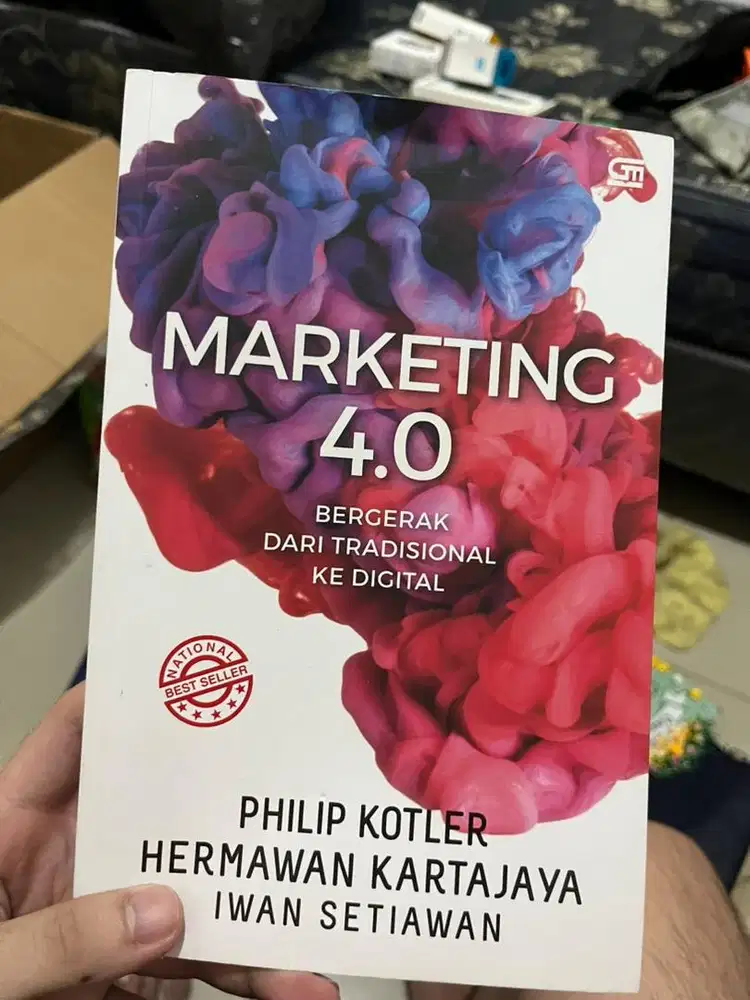 MARKETING
4.0
BERGERAK
DARI TRADISIONAL
KE DIGITAL
NATIONAL
BEST SELLER
PHILIP KOTLER
HERMAWAN KARTAJAYA
IWAN SETIAWAN